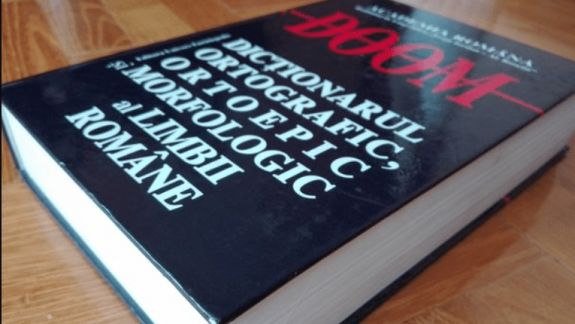 ACADEMIA ROMÂNĂ
DOOM
DICȚIONARUL
ORTOGRAFIC,
ORTOEPIC
ȘI MORFOLOGIC
al LIMBII
ROMÂNE